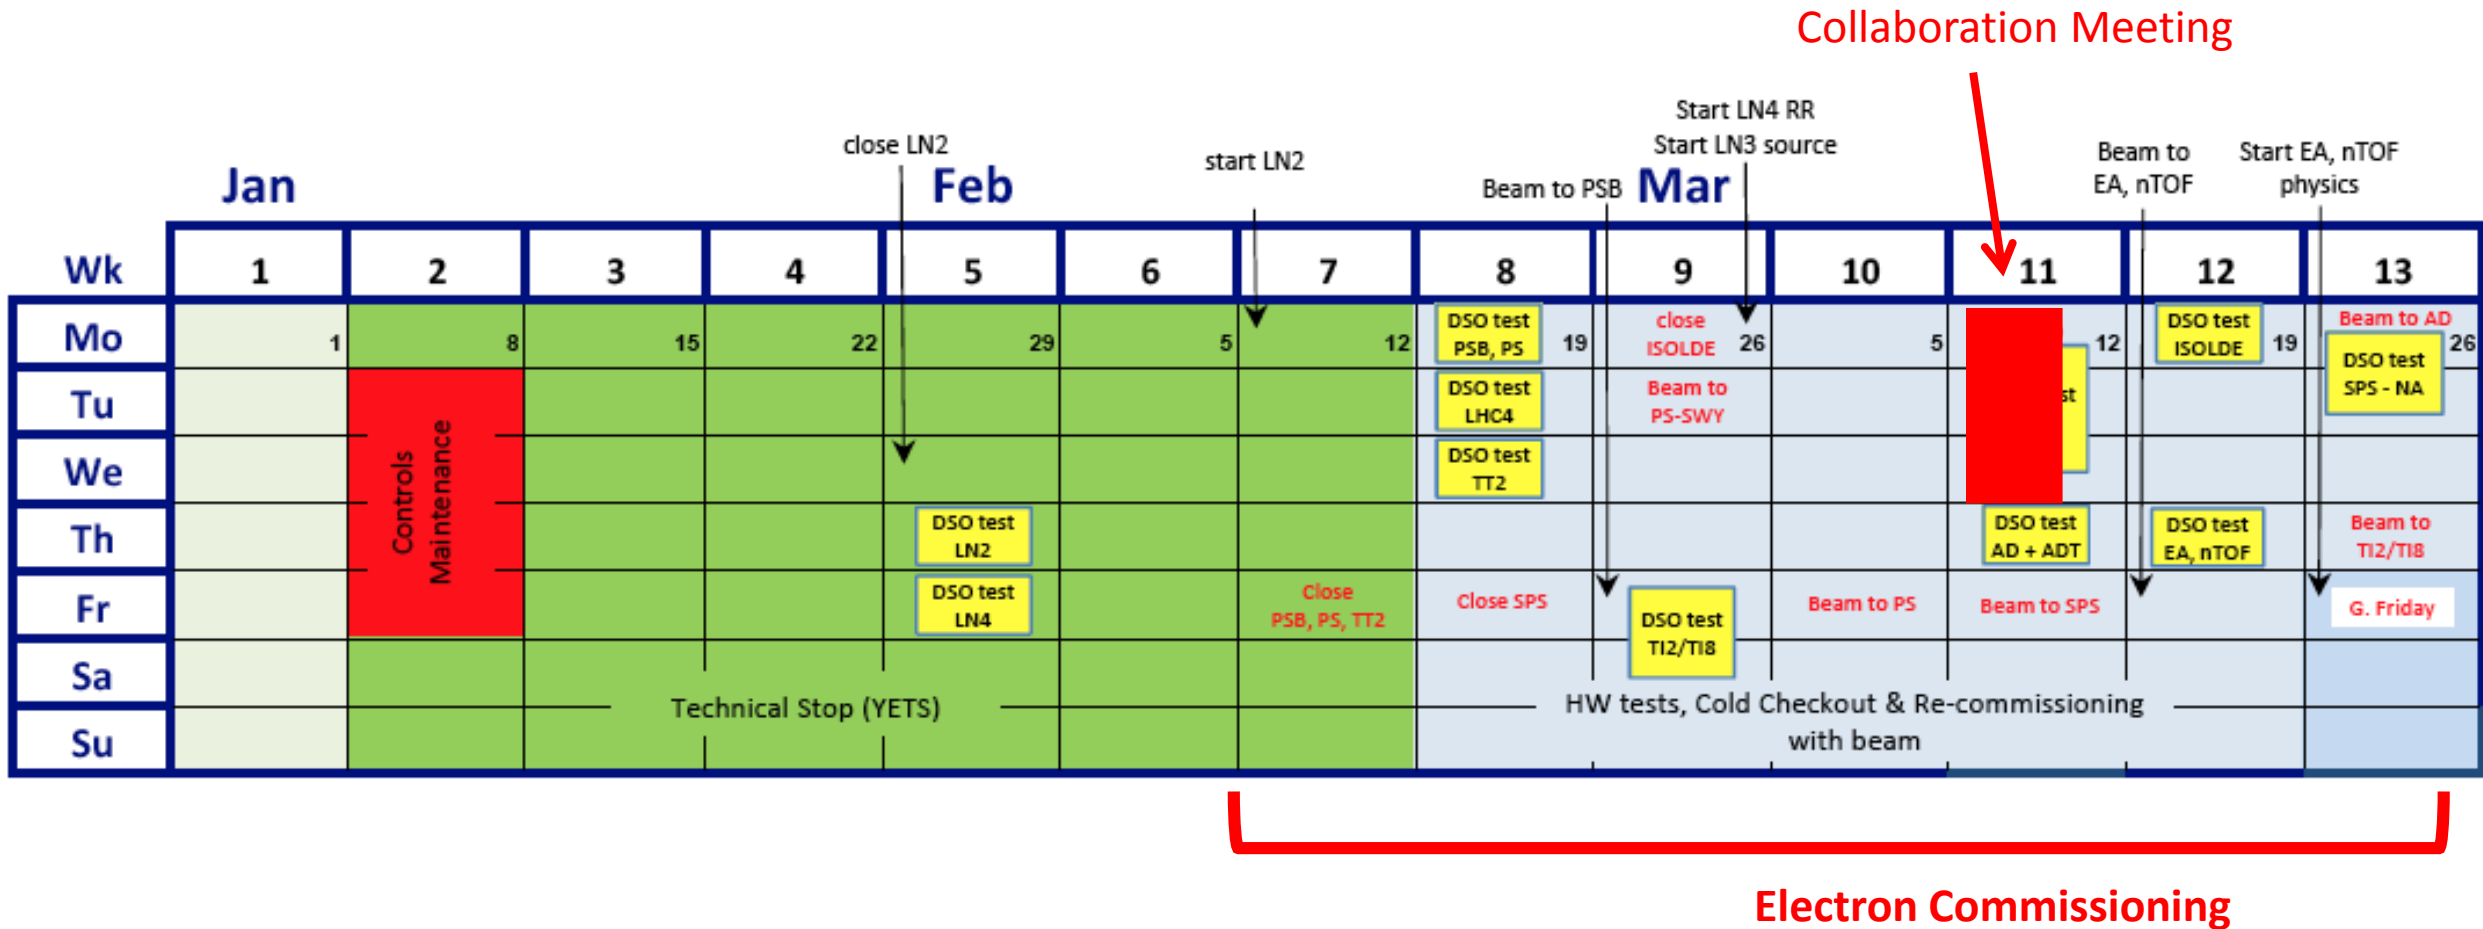 Collaboration Meeting
Start LN4 RR
Start LN3 source
close LN2
start LN2
Beam to PSB
Beam to
EA, nTOF
Start EA, nTOF
physics
Jan
Feb
Mar
Wk 1 2 3 4 5 6 7 8 9 10 11 12 13
Mo 1 8 15 22 29 5 12 19 26 5 12 19 26
DSO test
PSB, PS
close
ISOLDE
DSO test
ISOLDE
Beam to AD
DSO test
SPS - NA
Tu
DSO test
LHC4
Beam to
PS-SWY
st
We
Controls
Maintenance
DSO test
TT2
Th
DSO test
LN2
DSO test
AD + ADT
DSO test
EA, nTOF
Beam to
TI2/TI8
Fr
DSO test
LN4
Close
PSB, PS, TT2
Close SPS
DSO test
TI2/TI8
Beam to PS
Beam to SPS
G. Friday
Sa
Technical Stop (YETS)
HW tests, Cold Checkout & Re-commissioning
with beam
Su
Electron Commissioning